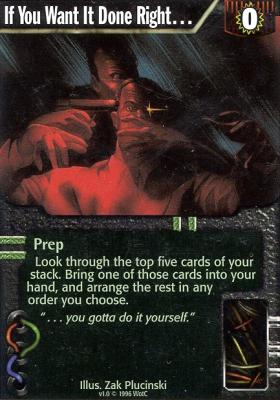 If You Want It Done Right...
0
Prep
Look through the top five cards of your
stack. Bring one of those cards into your
hand, and arrange the rest in any
order you choose.
"...you gotta do it yourself."
Illus. Zak Plucinski
v1.0 © 1996 WotC